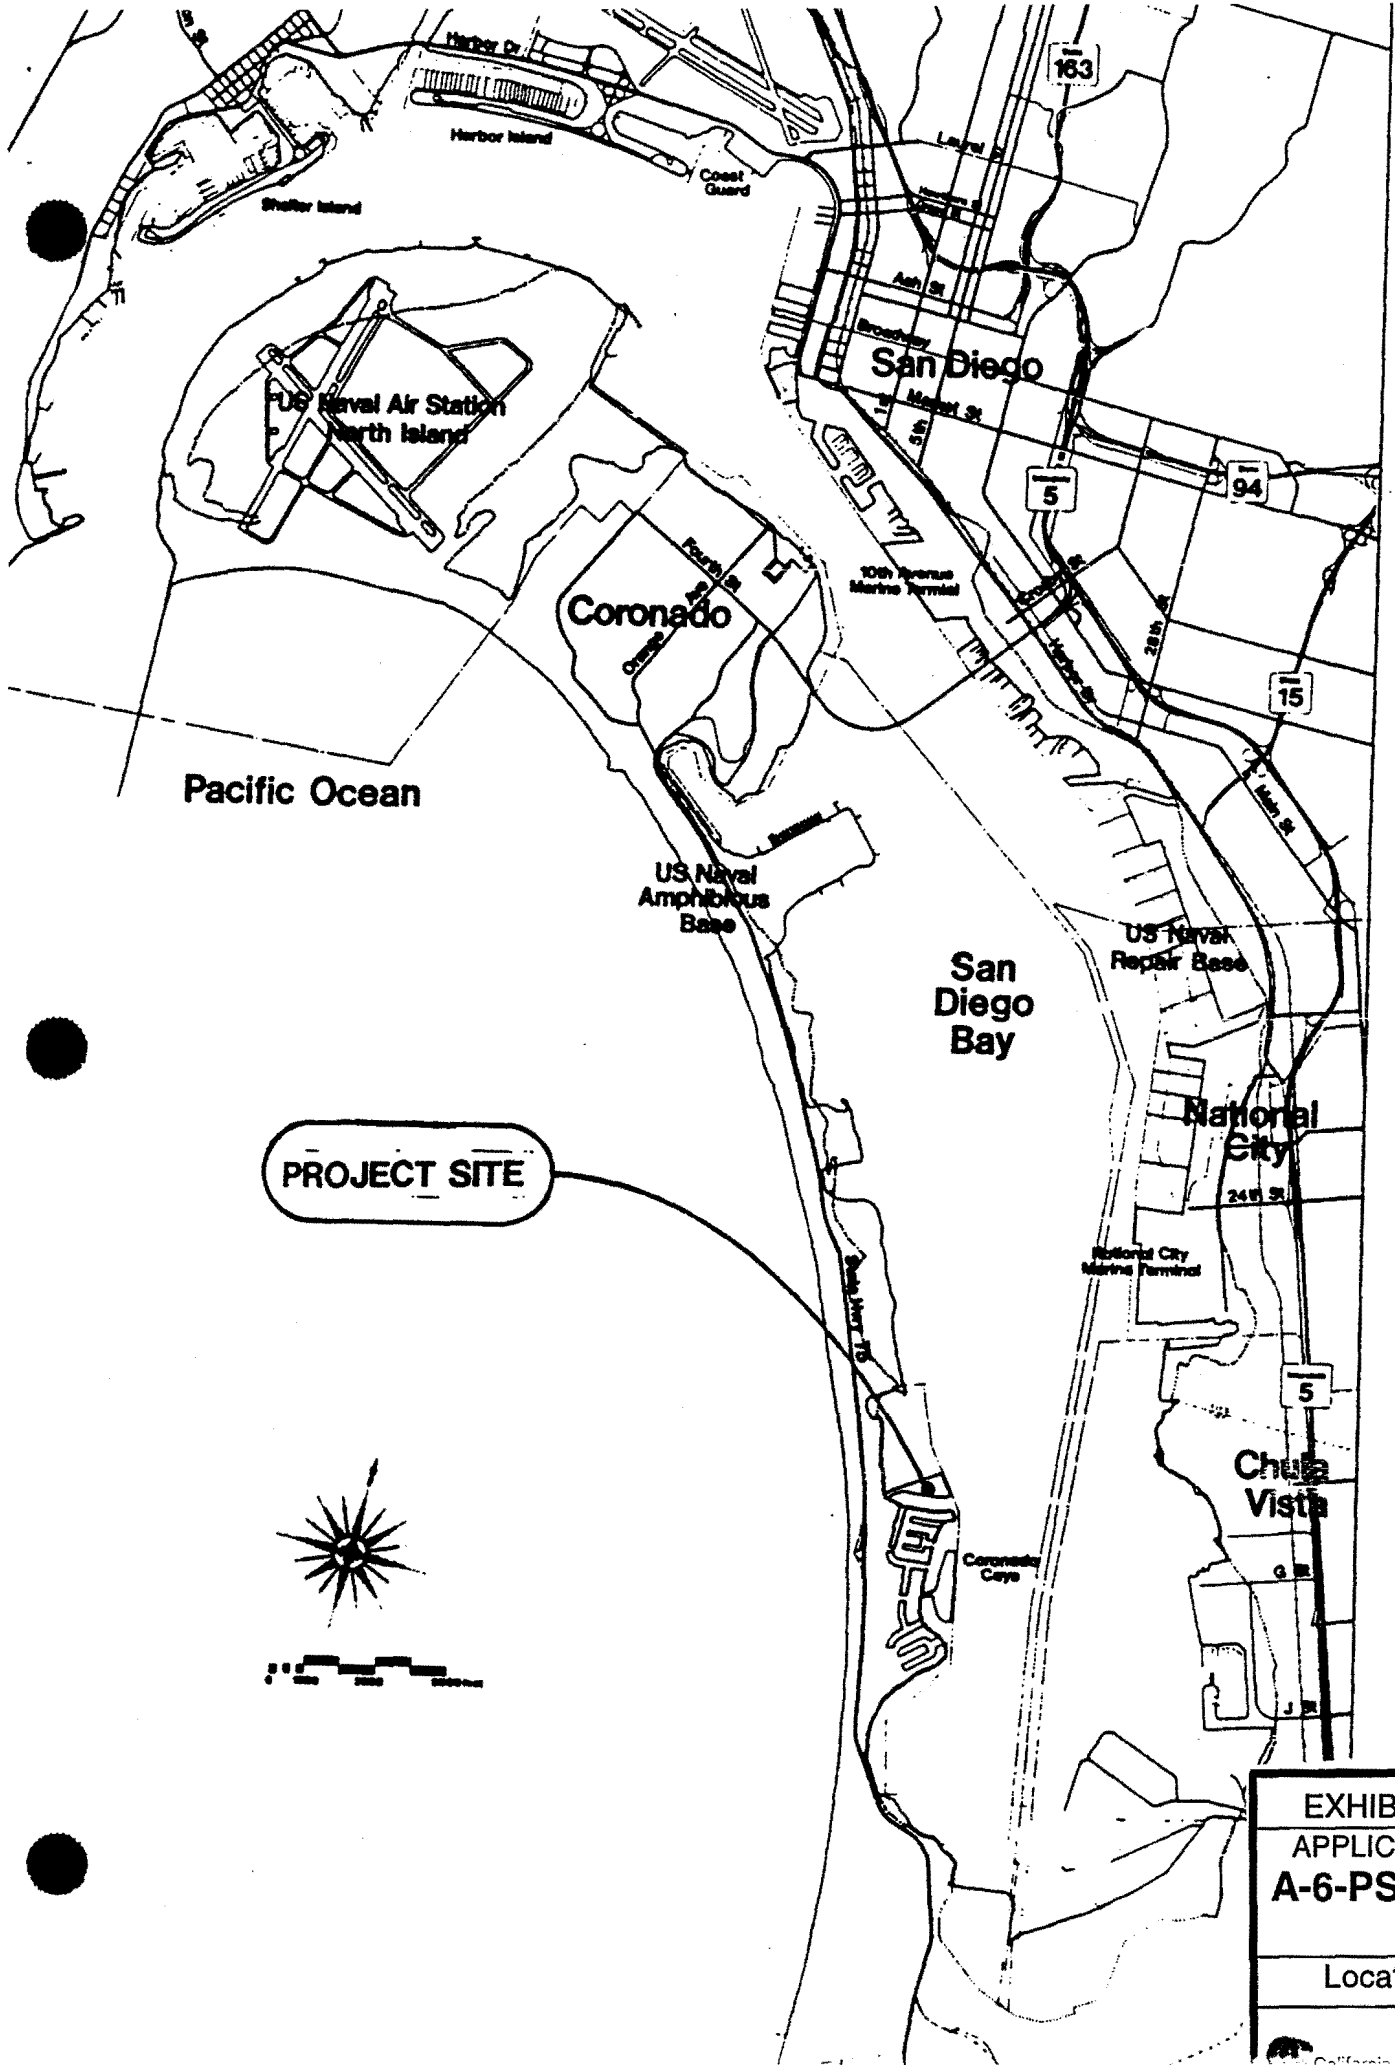 Harbor Dr
163
Harbor Island
Laurel
Coast
Guard
Shelter Island
Ash St
Broadway
San Diego
US Naval Air Station
North Island
Market St
1st
5th
5
94
Fourth St
10th Avenue
Marine Terminal
Coronado
Orange Ave
28th St
Harbor Dr
15
Pacific Ocean
Main St
US Naval
Amphibious
Base
US Naval
Repair Base
San
Diego
Bay
National
City
PROJECT SITE
24th St
National City
Marine Terminal
State Hwy 75
5
Chula
Vista
Coronado
Cays
G St
J St
EXHIB
APPLIC
A-6-PS
Loca
California